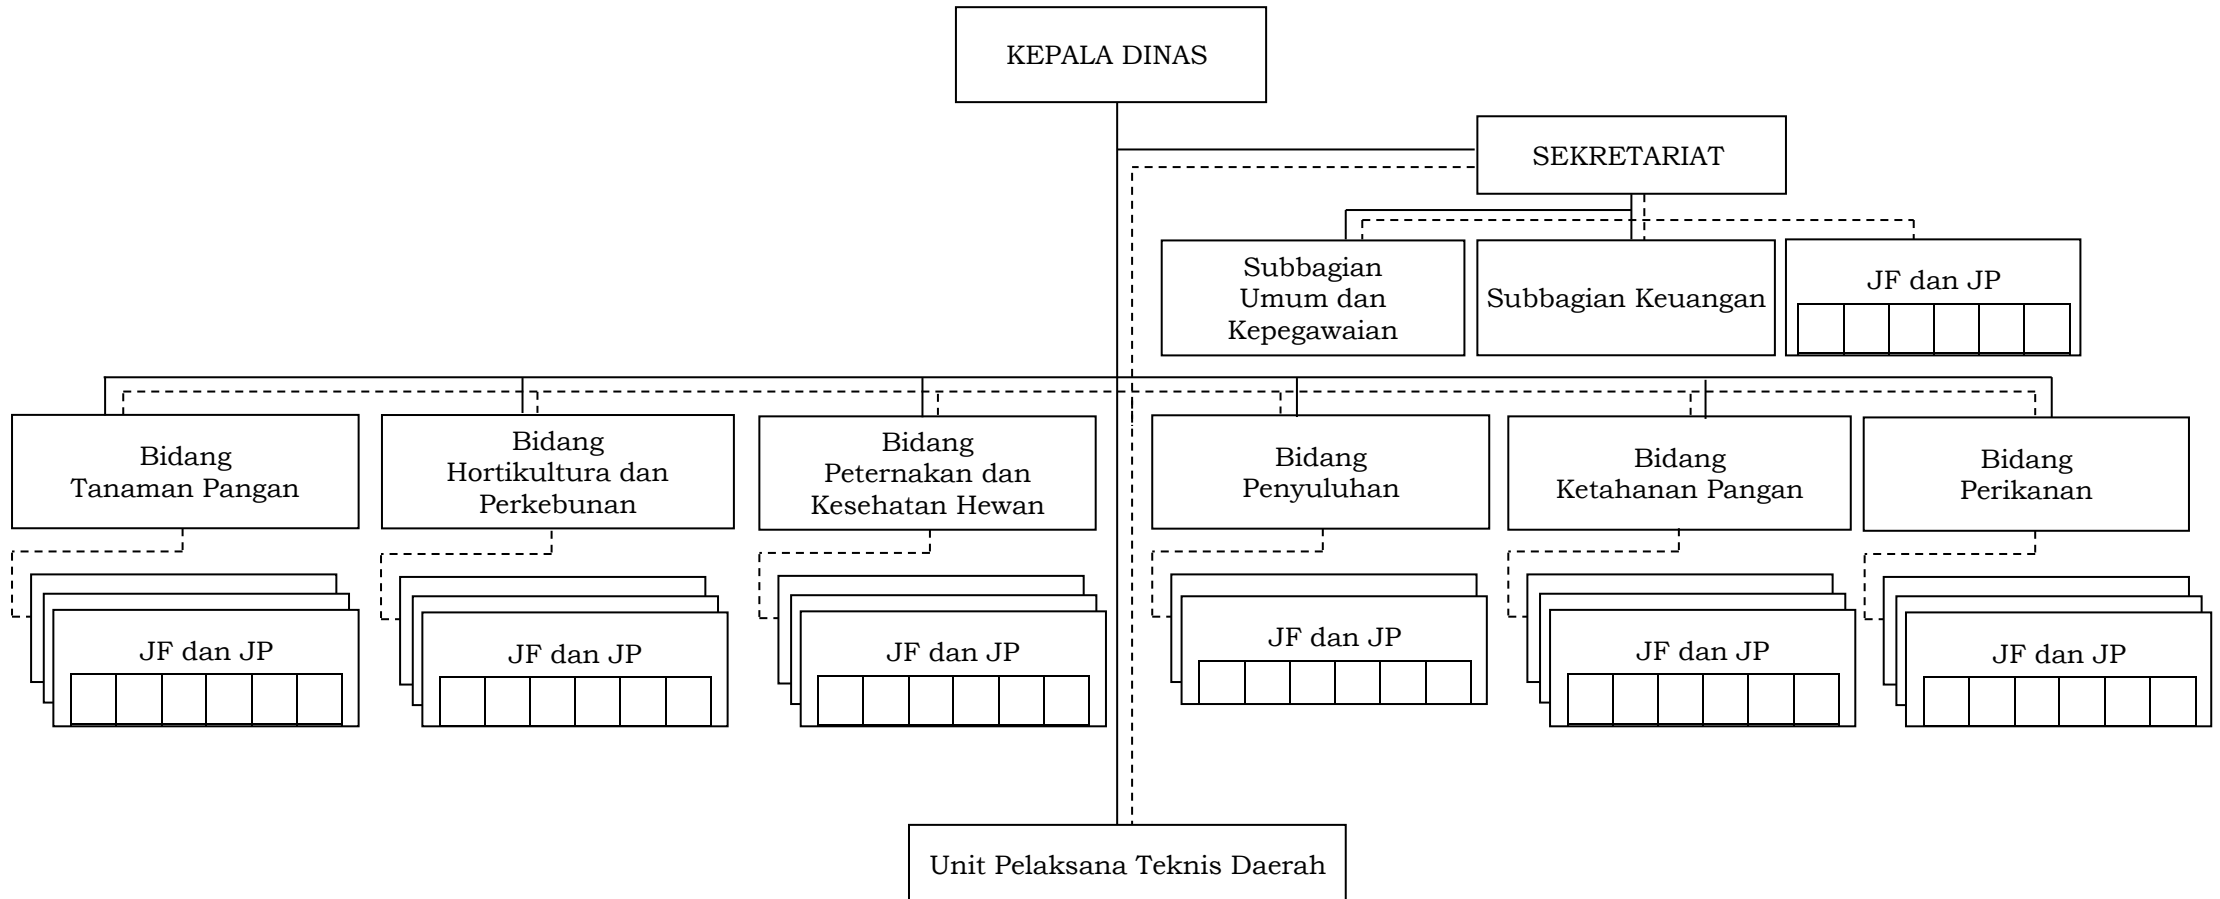 KEPALA DINAS
SEKRETARIAT
Subbagian
Umum dan
Kepegawaian
Subbagian Keuangan
JF dan JP
Bidang
Tanaman Pangan
Bidang
Hortikultura dan
Perkebunan
Bidang
Peternakan dan
Kesehatan Hewan
Bidang
Penyuluhan
Bidang
Ketahanan Pangan
Bidang
Perikanan
JF dan JP
JF dan JP
JF dan JP
JF dan JP
JF dan JP
JF dan JP
Unit Pelaksana Teknis Daerah